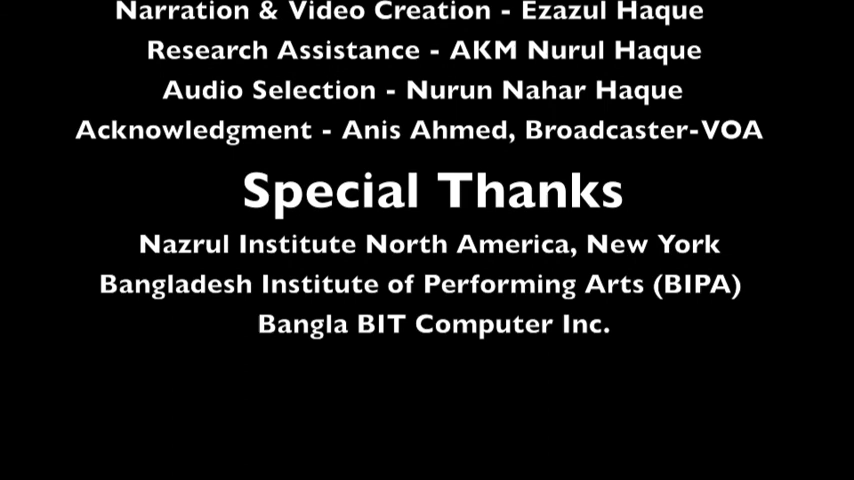 Narration & Video Creation - Ezazul Haque
Research Assistance - AKM Nurul Haque
Audio Selection - Nurun Nahar Haque
Acknowledgment - Anis Ahmed, Broadcaster-VOA
Special Thanks
Nazrul Institute North America, New York
Bangladesh Institute of Performing Arts (BIPA)
Bangla BIT Computer Inc.